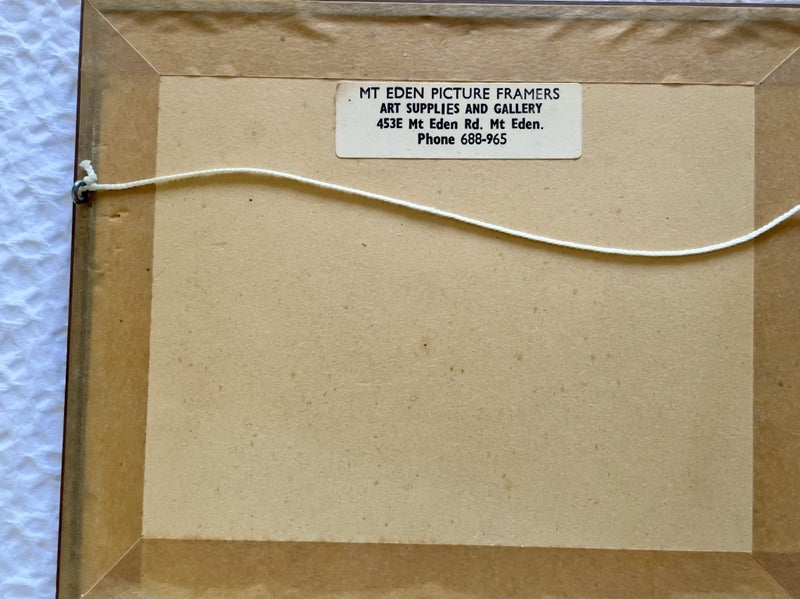 MT EDEN PICTURE FRAMERS
ART SUPPLIES AND GALLERY
453E Mt Eden Rd. Mt Eden.
Phone 688-965